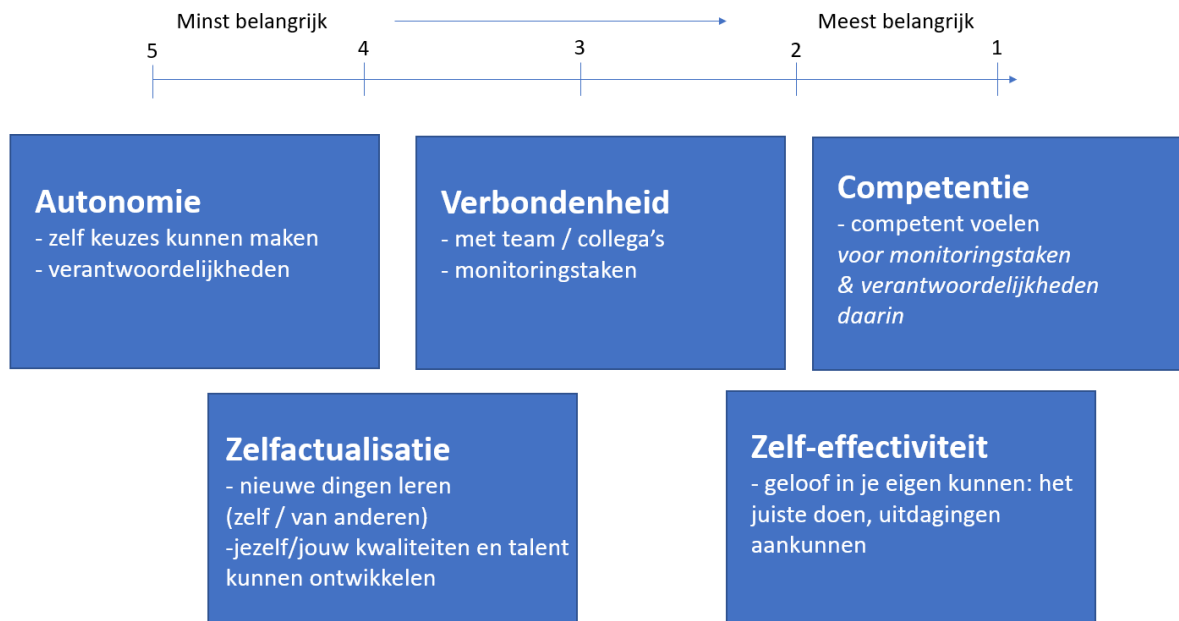 Minst belangrijk
Meest belangrijk
5
4
3
2
1
Autonomie
- zelf keuzes kunnen maken
- verantwoordelijkheden
Verbondenheid
- met team / collega's
- monitoringstaken
Competentie
- competent voelen
voor monitoringstaken
& verantwoordelijkheden
daarin
Zelfactualisatie
- nieuwe dingen leren
(zelf / van anderen)
-jezelf/jouw kwaliteiten en talent
kunnen ontwikkelen
Zelf-effectiviteit
- geloof in je eigen kunnen: het
juiste doen, uitdagingen
aankunnen